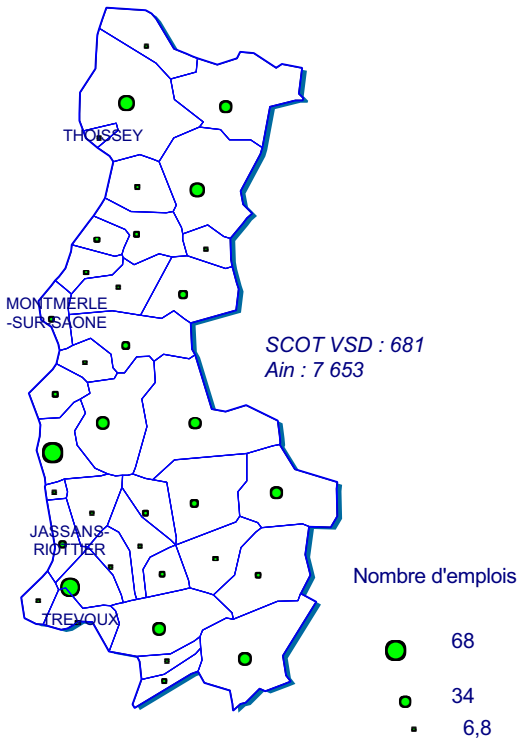 THOISSEY
MONTMERLE
-SUR-SAONE
SCOT VSD : 681
Ain : 7 653
JASSANS-
RIOTTIER
Nombre d'emplois
TREVOUX
68
34
6,8